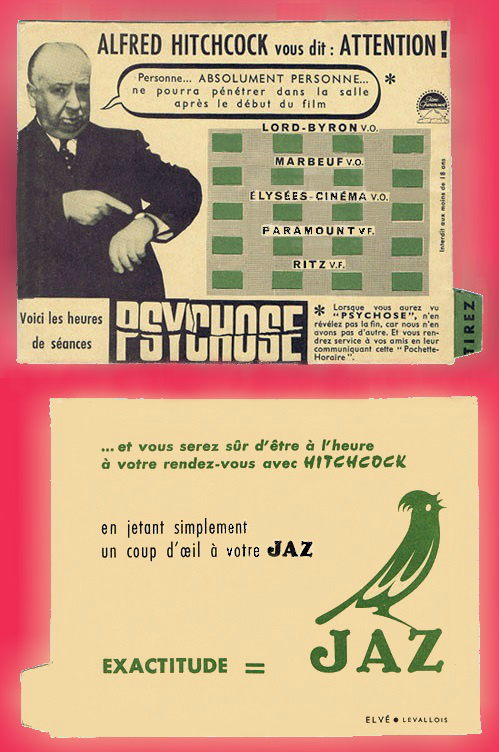 ALFRED HITCHCOCK vous dit : ATTENTION !
Personne... ABSOLUMENT PERSONNE... *
ne pourra pénétrer dans la salle
après le début du film
LORD-BYRON V.O.
MARBEUF V.O.
ÉLYSÉES-CINÉMA V.O.
PARAMOUNT V.F.
RITZ V.F.
Interdit aux moins de 18 ans
Voici les heures
de séances
PSYCHOSE
* Lorsque vous aurez vu
"PSYCHOSE", n'en
révélez pas la fin, car nous n'en
avons pas d'autre. Et vous ren-
drez service à vos amis en leur
communiquant cette "Pochette-
Horaire".
TIREZ
... et vous serez sûr d'être à l'heure
à votre rendez-vous avec HITCHCOCK
en jetant simplement
un coup d'œil à votre JAZ
JAZ
EXACTITUDE =
ELVÉ ● LEVALLOIS